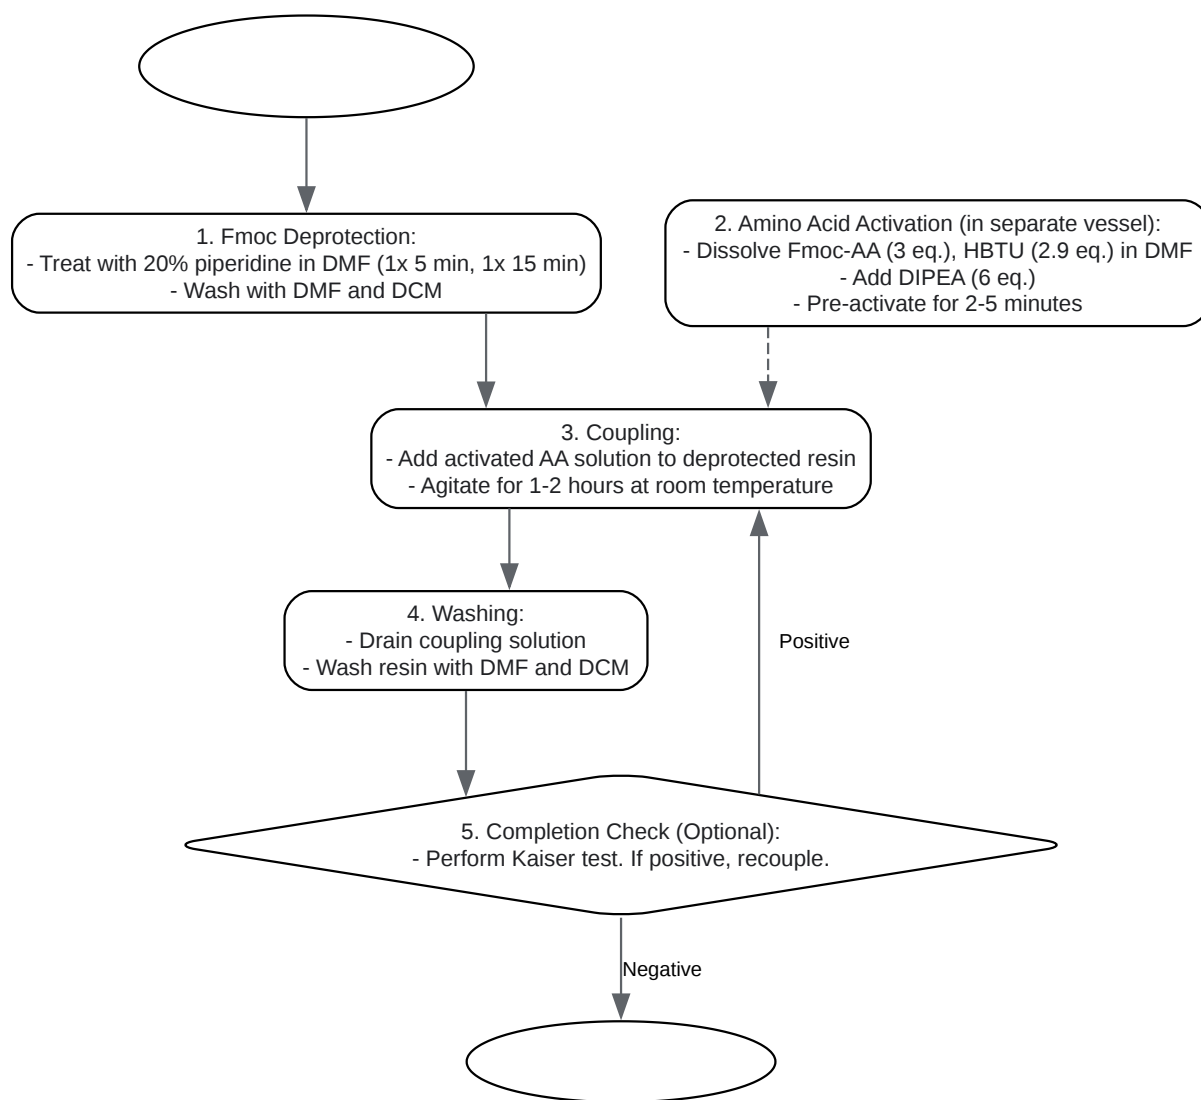 1. Fmoc Deprotection:
- Treat with 20% piperidine in DMF (1x 5 min, 1x 15 min)
- Wash with DMF and DCM
2. Amino Acid Activation (in separate vessel):
- Dissolve Fmoc-AA (3 eq.), HBTU (2.9 eq.) in DMF
- Add DIPEA (6 eq.)
- Pre-activate for 2-5 minutes
3. Coupling:
- Add activated AA solution to deprotected resin
- Agitate for 1-2 hours at room temperature
4. Washing:
- Drain coupling solution
- Wash resin with DMF and DCM
Positive
5. Completion Check (Optional):
- Perform Kaiser test. If positive, recouple.
Negative